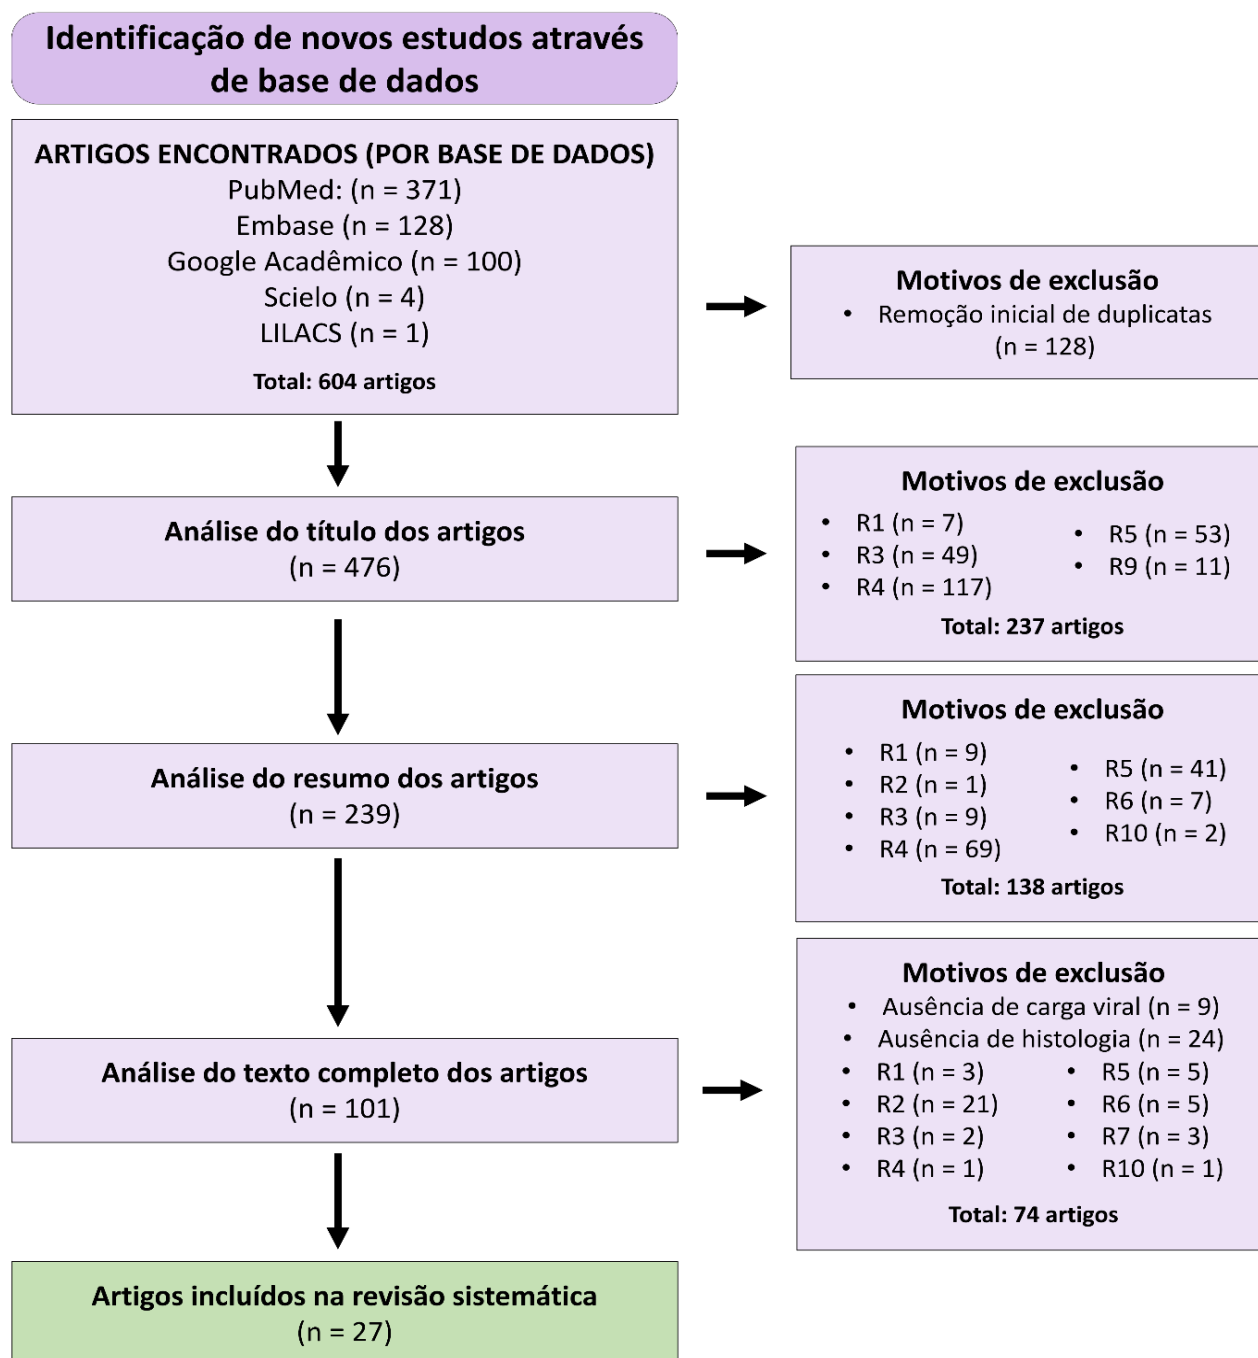 Identificação de novos estudos através
de base de dados
ARTIGOS ENCONTRADOS (POR BASE DE DADOS)
PubMed: (n = 371)
Embase (n = 128)
Google Acadêmico (n = 100)
Scielo (n = 4)
LILACS (n = 1)
Total: 604 artigos
Motivos de exclusão
• Remoção inicial de duplicatas
(n = 128)
Análise do título dos artigos
(n = 476)
Motivos de exclusão
• R1 (n = 7)
• R3 (n = 49)
• R4 (n = 117)
• R5 (n = 53)
• R9 (n = 11)
Total: 237 artigos
Análise do resumo dos artigos
(n = 239)
Motivos de exclusão
• R1 (n = 9)
• R2 (n = 1)
• R3 (n = 9)
• R4 (n = 69)
• R5 (n = 41)
• R6 (n = 7)
• R10 (n = 2)
Total: 138 artigos
Análise do texto completo dos artigos
(n = 101)
Motivos de exclusão
• Ausência de carga viral (n = 9)
• Ausência de histologia (n = 24)
• R1 (n = 3)
• R2 (n = 21)
• R3 (n = 2)
• R4 (n = 1)
• R5 (n = 5)
• R6 (n = 5)
• R7 (n = 3)
• R10 (n = 1)
Total: 74 artigos
Artigos incluídos na revisão sistemática
(n = 27)